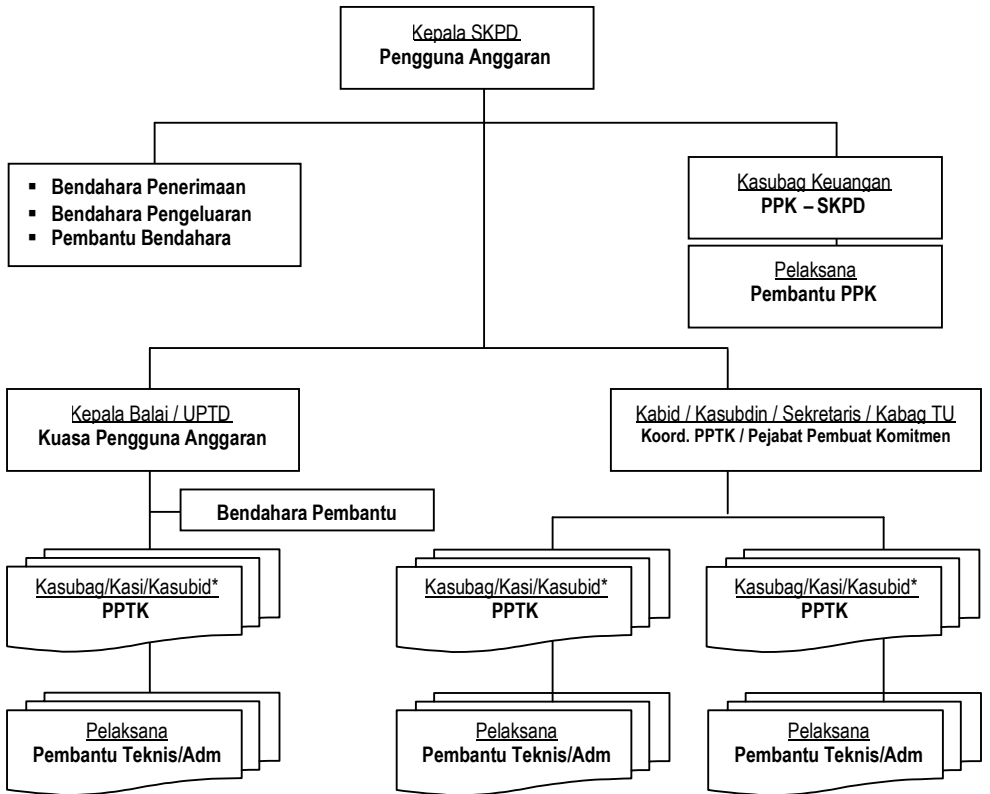 Kepala SKPD
Pengguna Anggaran
▪ Bendahara Penerimaan
▪ Bendahara Pengeluaran
▪ Pembantu Bendahara
Kasubag Keuangan
PPK – SKPD
Pelaksana
Pembantu PPK
Kepala Balai / UPTD
Kuasa Pengguna Anggaran
Kabid / Kasubdin / Sekretaris / Kabag TU
Koord. PPTK / Pejabat Pembuat Komitmen
Bendahara Pembantu
Kasubag/Kasi/Kasubid*
PPTK
Kasubag/Kasi/Kasubid*
PPTK
Kasubag/Kasi/Kasubid*
PPTK
Pelaksana
Pembantu Teknis/Adm
Pelaksana
Pembantu Teknis/Adm
Pelaksana
Pembantu Teknis/Adm